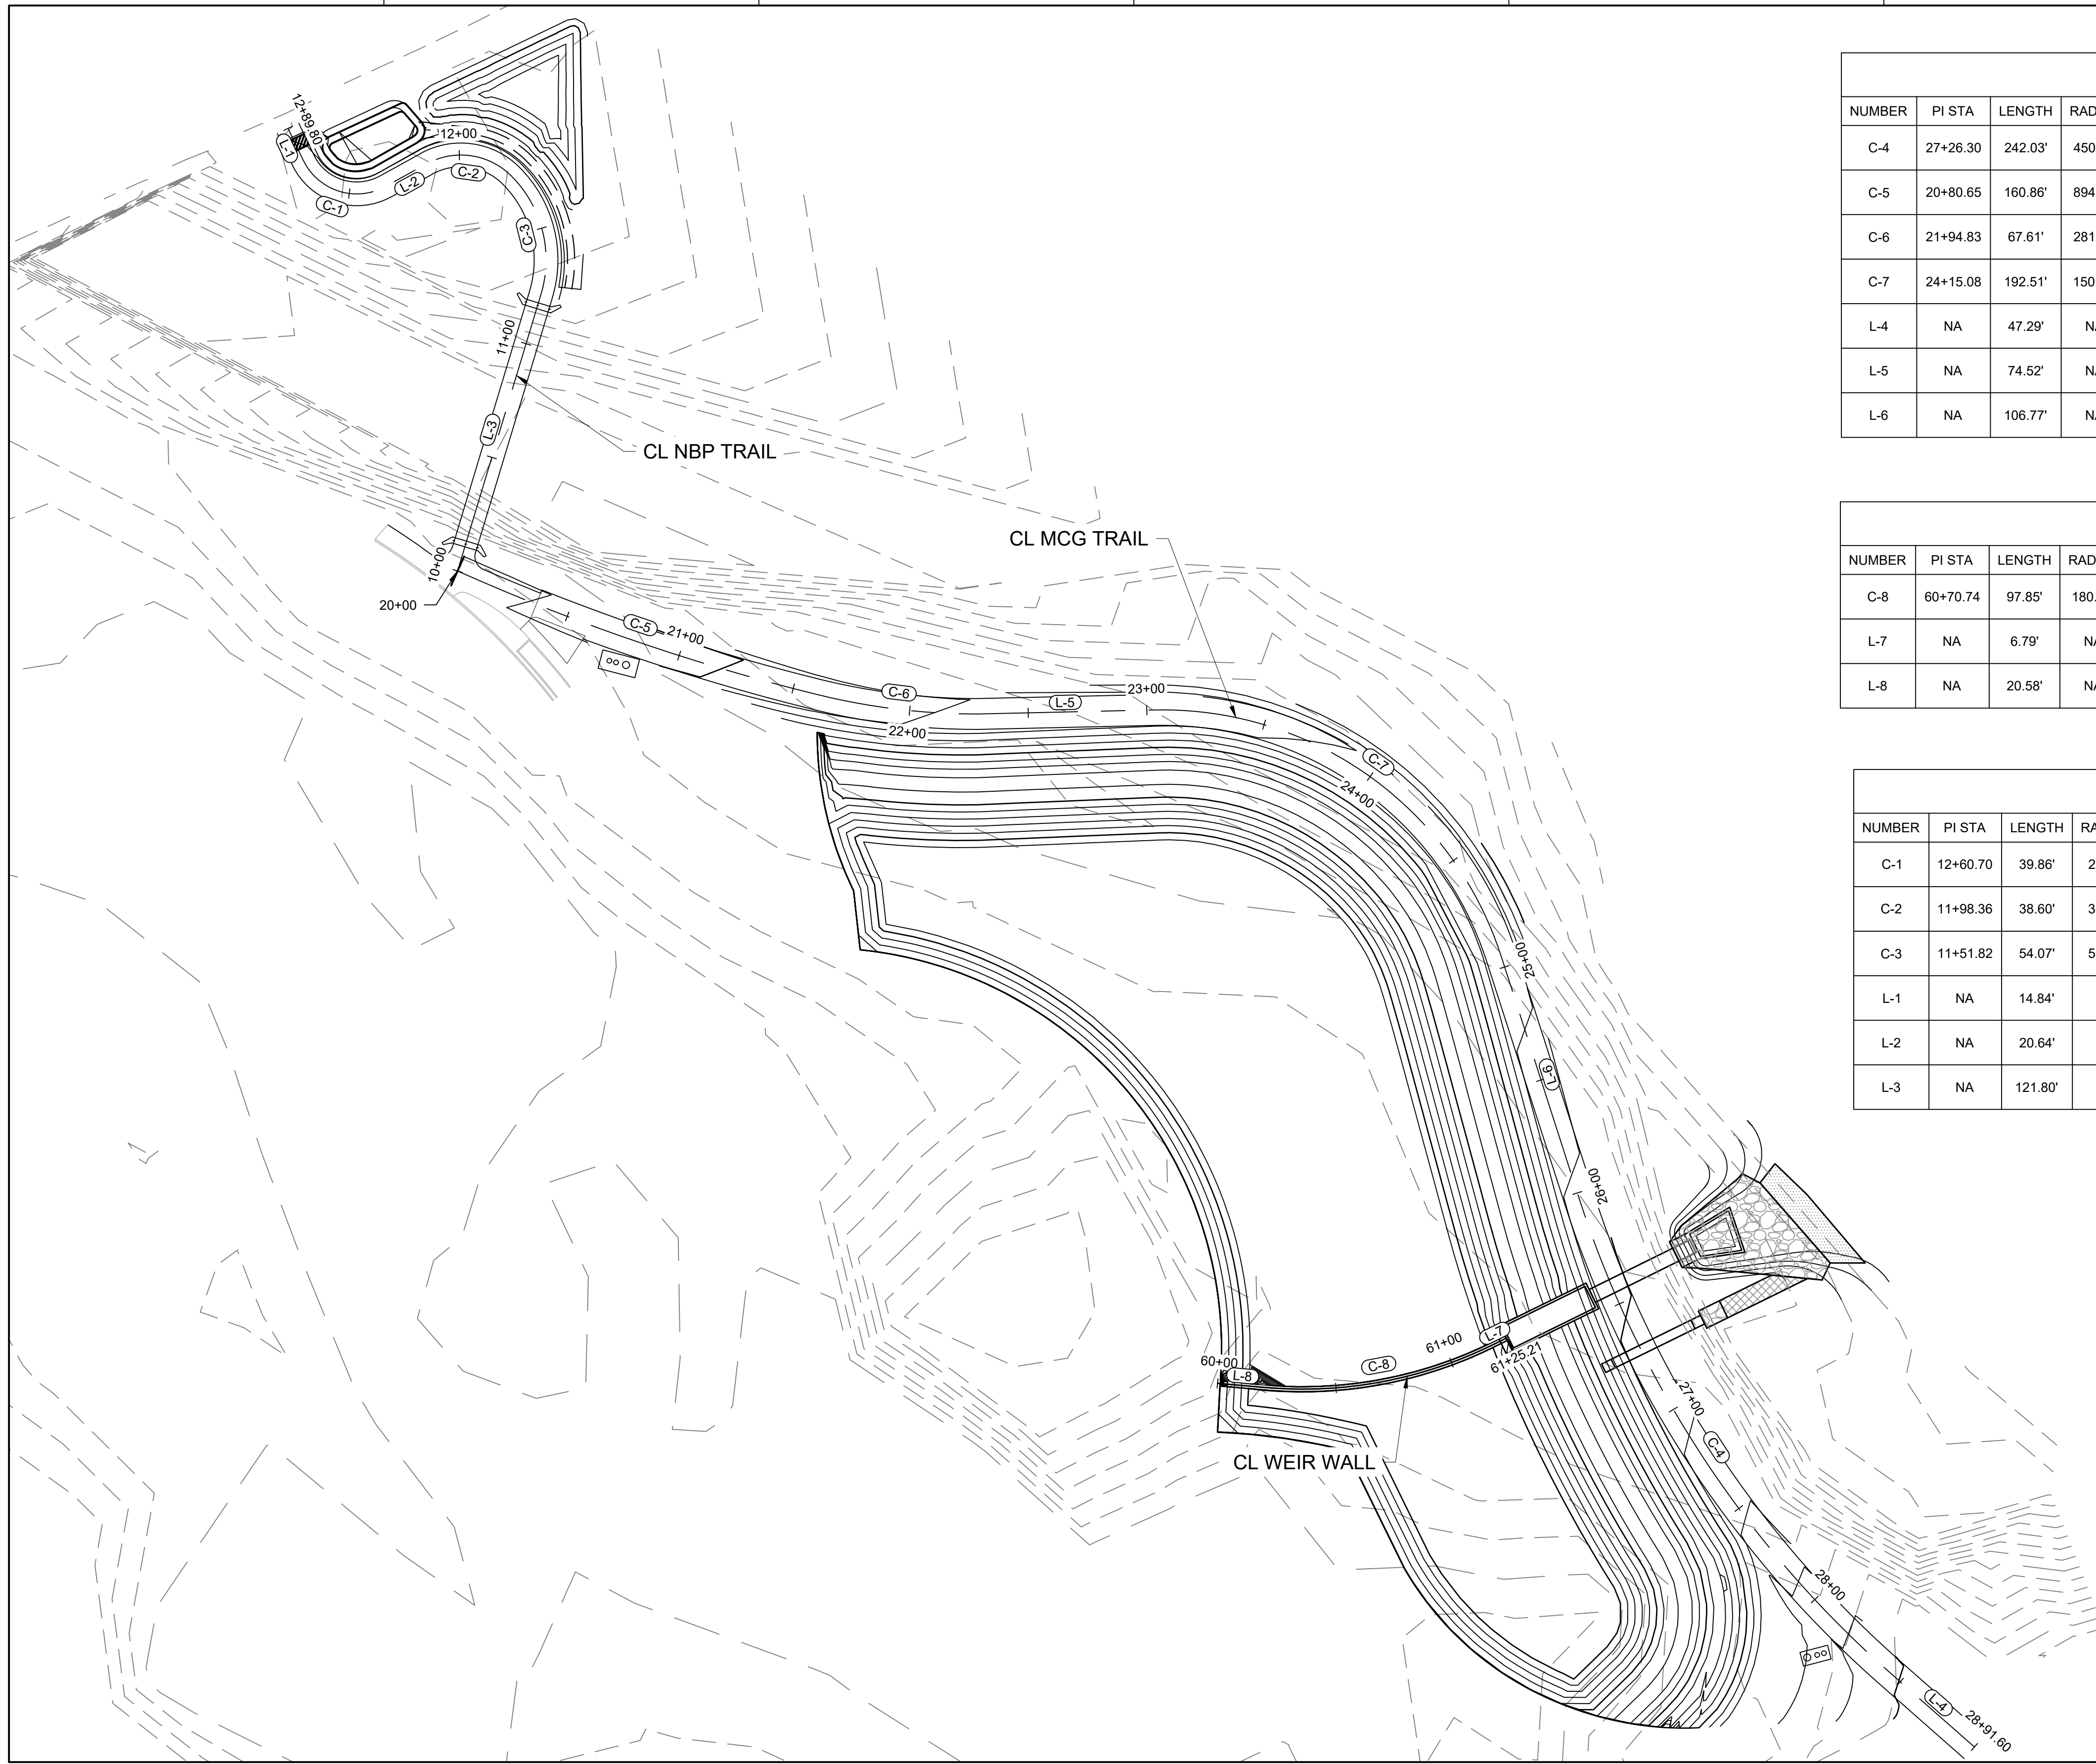 12+89.80
L-1
12+00
L-2
C-2
C-1
C-3
11+00
L-3
CL NBP TRAIL
10+00
20+00
CL MCG TRAIL
C-5
21+00
C-6
22+00
L-5
23+00
C-7
24+00
25+00
L-6
26+00
60+00
L-8
C-8
61+00
L-7
61+25.21
CL WEIR WALL
27+00
C-4
28+00
L-4
28+91.60
NUMBER PI STA LENGTH RAD
C-4 27+26.30 242.03' 450
C-5 20+80.65 160.86' 894
C-6 21+94.83 67.61' 281
C-7 24+15.08 192.51' 150
L-4 NA 47.29' N
L-5 NA 74.52' N
L-6 NA 106.77' N
NUMBER PI STA LENGTH RAD
C-8 60+70.74 97.85' 180.
L-7 NA 6.79' N
L-8 NA 20.58' N
NUMBER PI STA LENGTH RA
C-1 12+60.70 39.86' 2
C-2 11+98.36 38.60' 3
C-3 11+51.82 54.07' 5
L-1 NA 14.84'
L-2 NA 20.64'
L-3 NA 121.80'